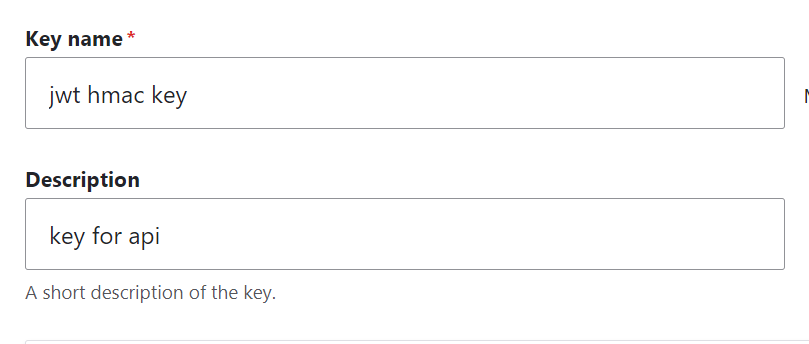 Key name*
jwt hmac key
Description
key for api
A short description of the key.